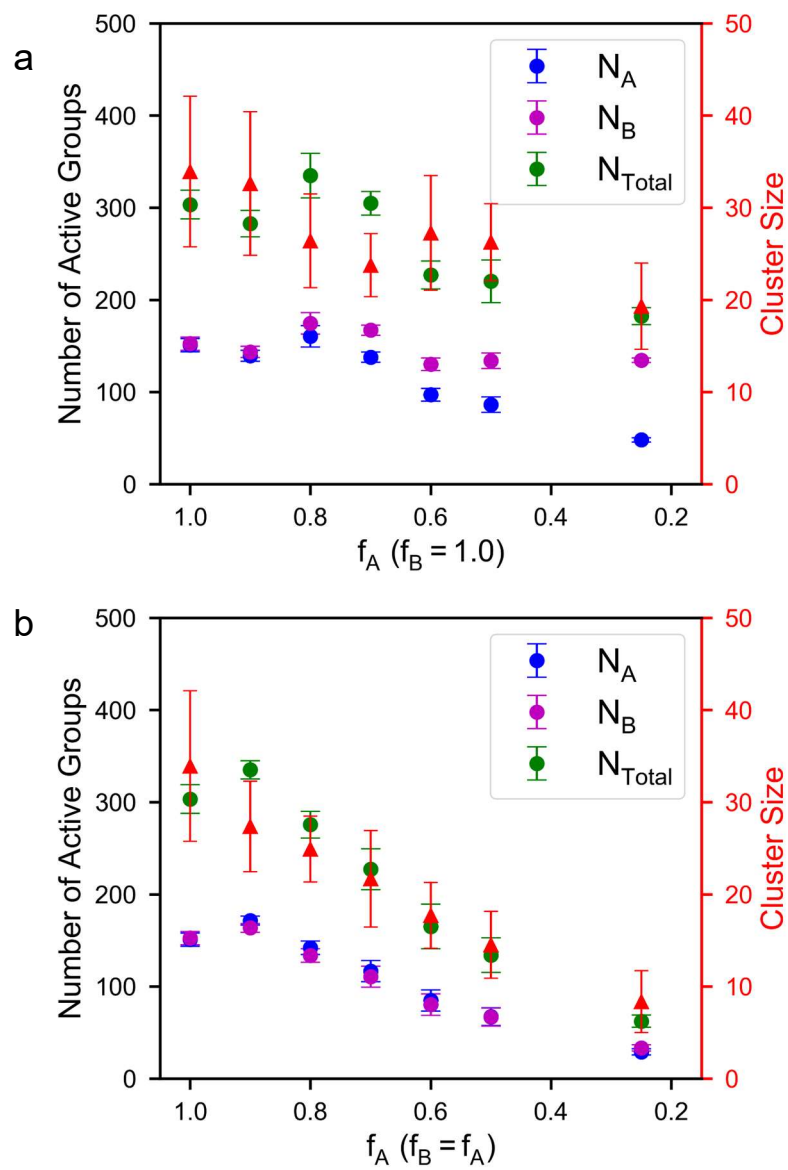 a
Number of Active Groups
500
400
300
200
100
0
N_A
N_B
N_Total
50
40
30
20
10
0
Cluster Size
1.0 0.8 0.6 0.4 0.2
f_A (f_B = 1.0)
b
Number of Active Groups
500
400
300
200
100
0
N_A
N_B
N_Total
50
40
30
20
10
0
Cluster Size
1.0 0.8 0.6 0.4 0.2
f_A (f_B = f_A)